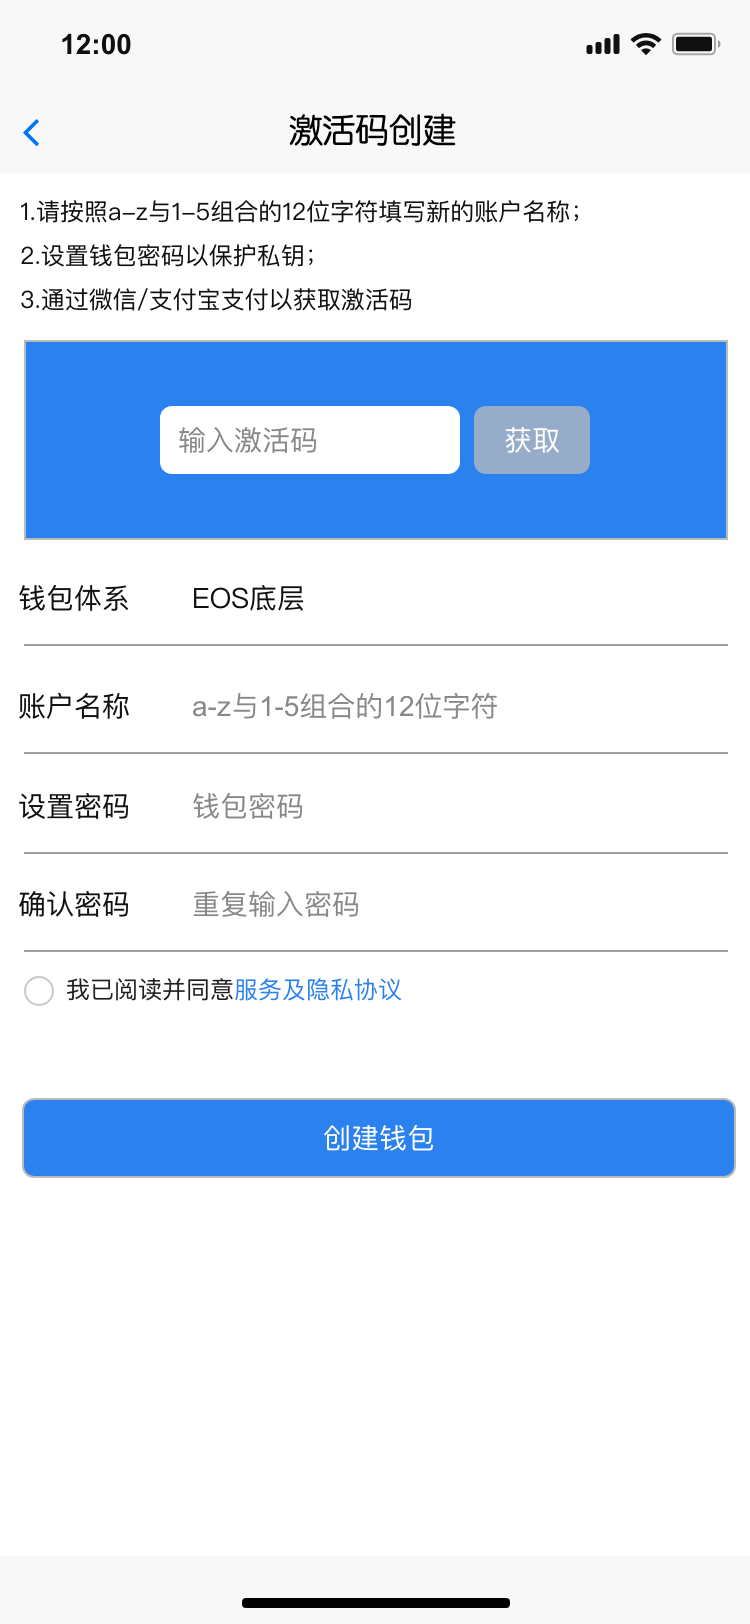 12:00
激活码创建
1.请按照a-z与1-5组合的12位字符填写新的账户名称；
2.设置钱包密码以保护私钥；
3.通过微信/支付宝支付以获取激活码
输入激活码 获取
钱包体系 EOS底层
账户名称 a-z与1-5组合的12位字符
设置密码 钱包密码
确认密码 重复输入密码
我已阅读并同意服务及隐私协议
创建钱包